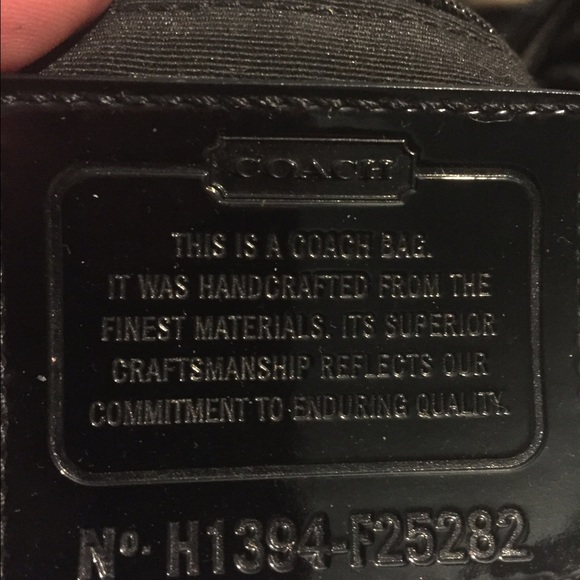 COACH
THIS IS A COACH BAG.
IT WAS HANDCRAFTED FROM THE
FINEST MATERIALS. ITS SUPERIOR
CRAFTSMANSHIP REFLECTS OUR
COMMITMENT TO ENDURING QUALITY.
No. H1394-F25282